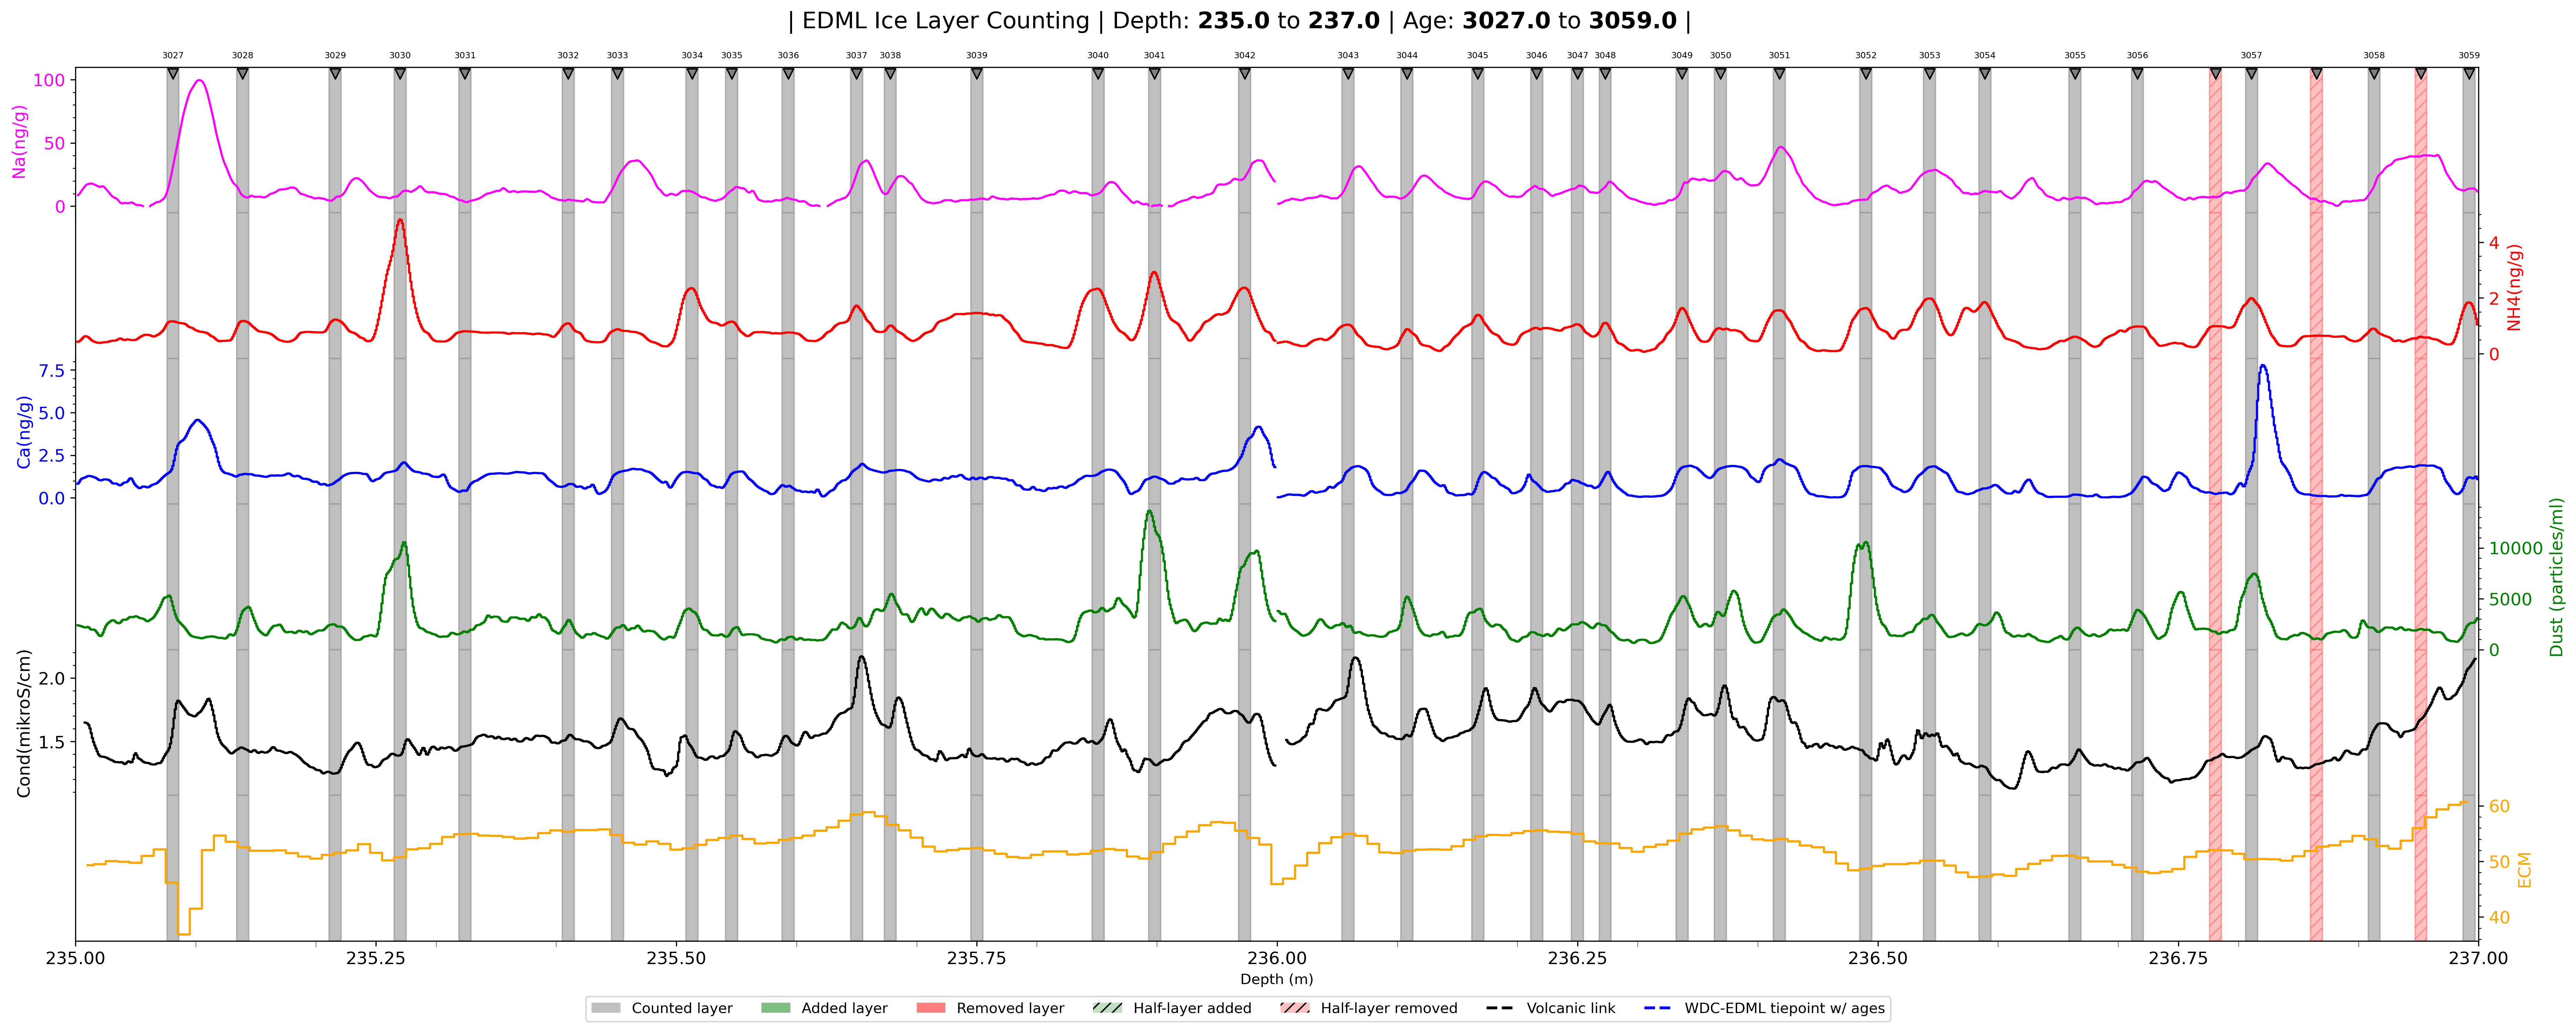 | EDML Ice Layer Counting | Depth: 235.0 to 237.0 | Age: 3027.0 to 3059.0 |
3027 3028 3029 3030 3031 3032 3033 3034 3035 3036 3037 3038 3039 3040 3041 3042 3043 3044 3045 3046 3047 3048 3049 3050 3051 3052 3053 3054 3055 3056 3057 3058 3059
Na(ng/g)
100
50
0
NH4(ng/g)
4
2
0
Ca(ng/g)
7.5
5.0
2.5
0.0
Dust (particles/ml)
10000
5000
0
Cond(mikroS/cm)
2.0
1.5
ECM
60
50
40
235.00 235.25 235.50 235.75 236.00 236.25 236.50 236.75 237.00
Depth (m)
Counted layer Added layer Removed layer Half-layer added Half-layer removed Volcanic link WDC-EDML tiepoint w/ ages